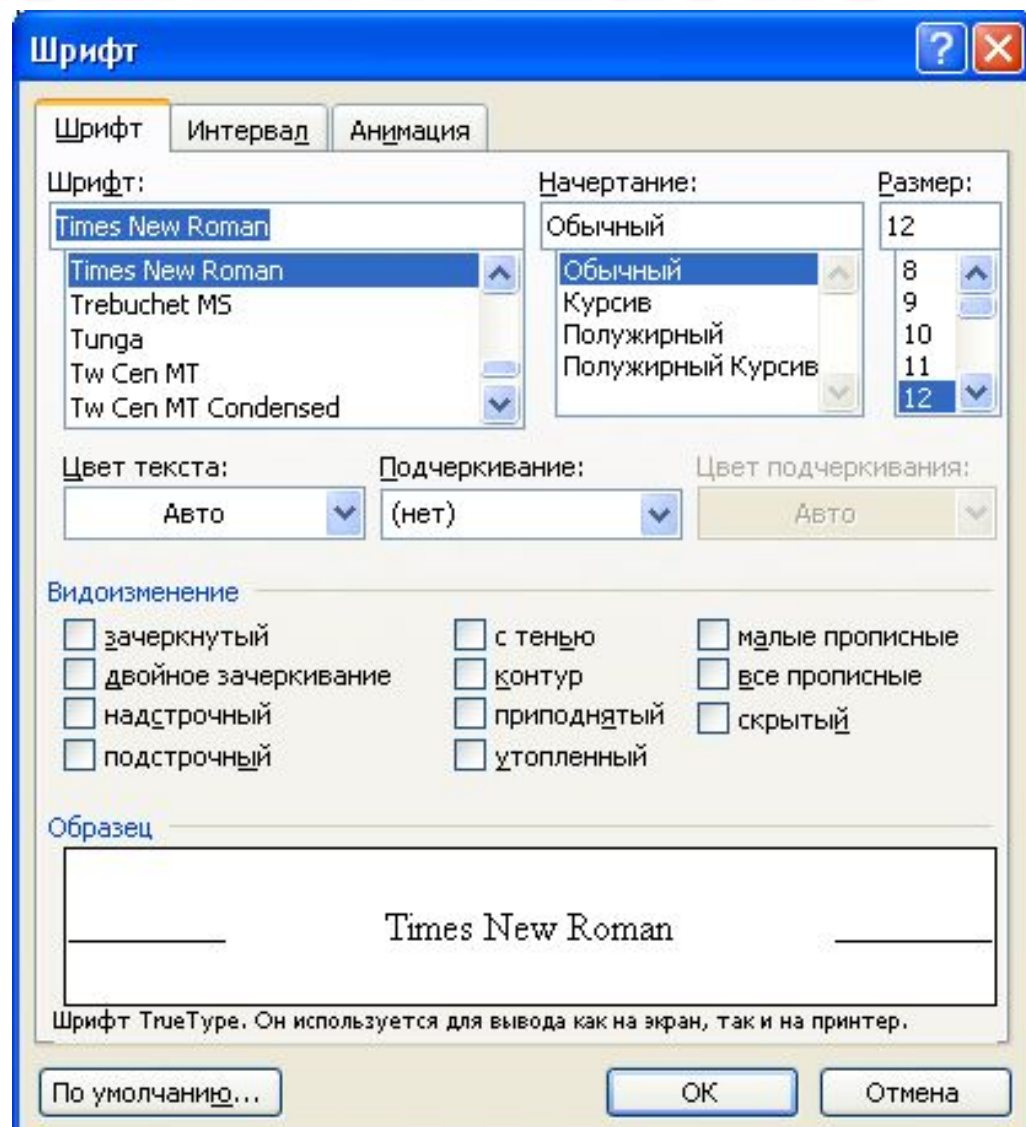 Шрифт
Шрифт Интервал Анимация
Шрифт: Начертание: Размер:
Times New Roman Обычный 12
Times New Roman Обычный 8
Trebuchet MS Курсив 9
Tunga Полужирный 10
Tw Cen MT Полужирный Курсив 11
Tw Cen MT Condensed 12
Цвет текста: Подчеркивание: Цвет подчеркивания:
Авто (нет) Авто
Видоизменение
зачеркнутый с тенью малые прописные
двойное зачеркивание контур все прописные
надстрочный приподнятый скрытый
подстрочный утопленный
Образец
Times New Roman
Шрифт TrueType. Он используется для вывода как на экран, так и на принтер.
По умолчанию... ОК Отмена